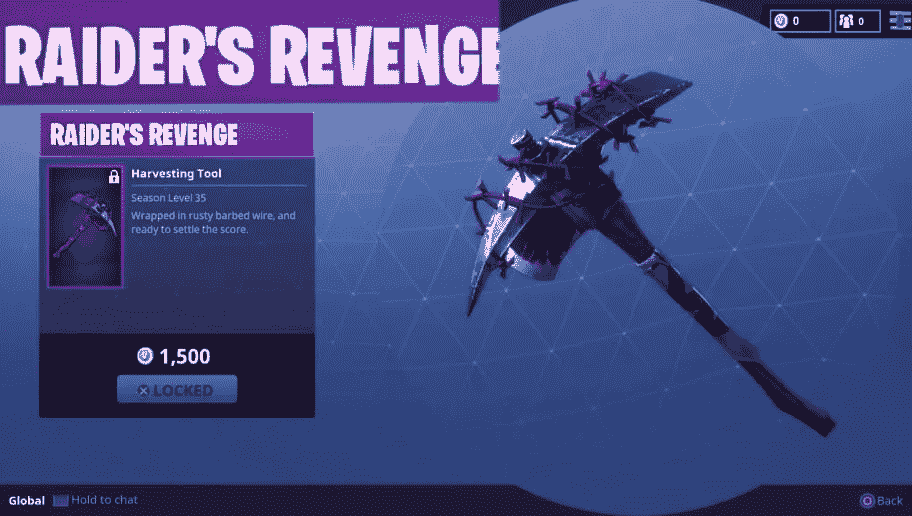 RAIDER'S REVENGE
0 0
RAIDER'S REVENGE
Harvesting Tool
Season Level 35
Wrapped in rusty barbed wire, and
ready to settle the score.
1,500
LOCKED
Global Hold to chat
Back